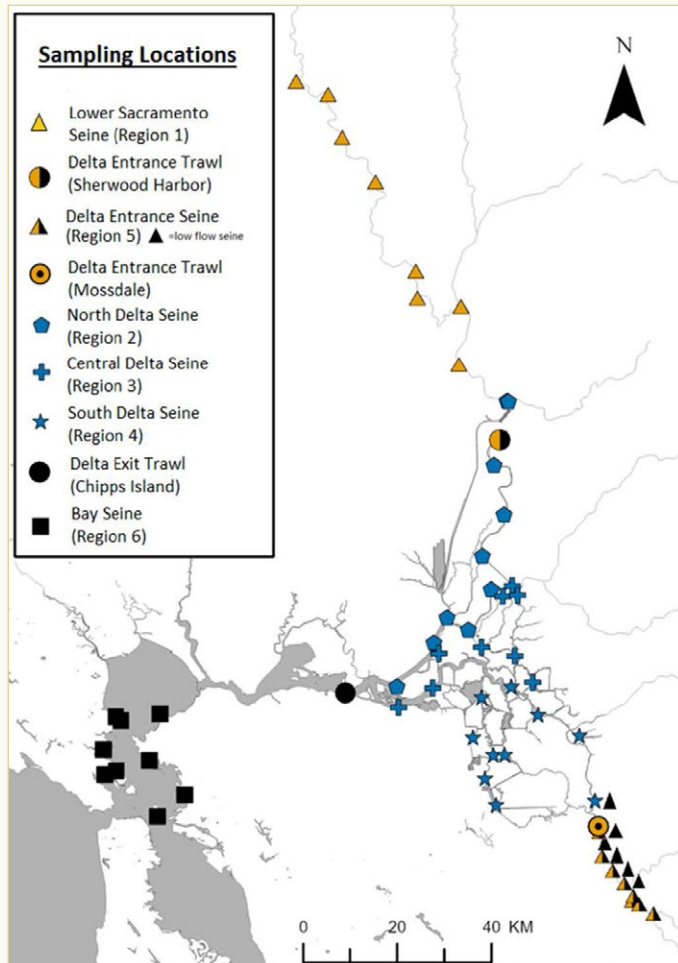 Sampling Locations
N
Lower Sacramento
Seine (Region 1)
Delta Entrance Trawl
(Sherwood Harbor)
Delta Entrance Seine
(Region 5) =low flow seine
Delta Entrance Trawl
(Mossdale)
North Delta Seine
(Region 2)
Central Delta Seine
(Region 3)
South Delta Seine
(Region 4)
Delta Exit Trawl
(Chipps Island)
Bay Seine
(Region 6)
0 20 40 KM